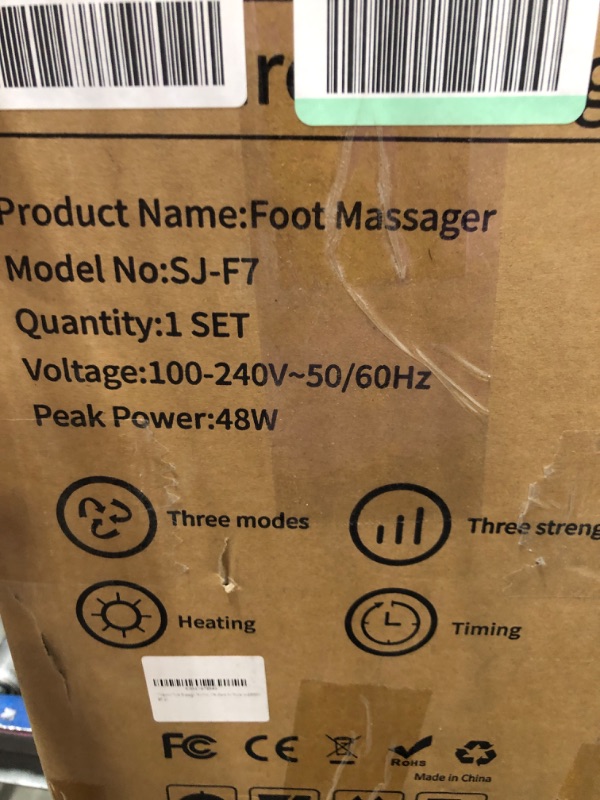 Product Name:Foot Massager
Model No:SJ-F7
Quantity:1 SET
Voltage:100-240V~50/60Hz
Peak Power:48W
Three modes
Three streng
Heating
Timing
FC CE RoHS
Made in China